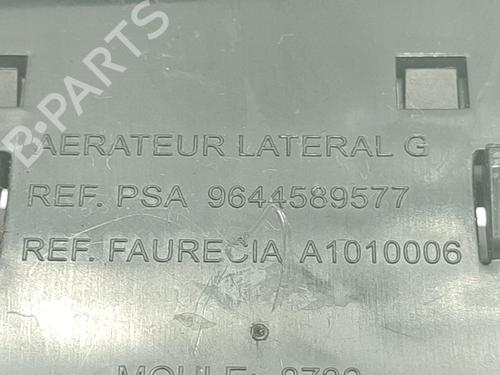 B-PARTS
AERATEUR LATERAL G
REF. PSA 9644589577
REF. FAURECIA A1010006